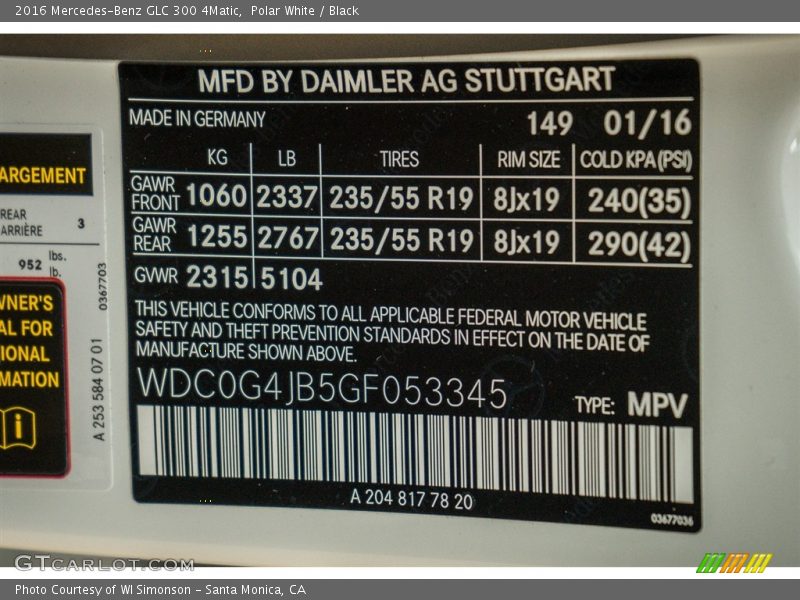 2016 Mercedes-Benz GLC 300 4Matic,  Polar White / Black
MFD BY DAIMLER AG STUTTGART
MADE IN GERMANY 149 01/16
KG LB TIRES RIM SIZE COLD KPA(PSI)
GAWR FRONT 1060 2337 235/55 R19 8Jx19 240(35)
GAWR REAR 1255 2767 235/55 R19 8Jx19 290(42)
GVWR 2315 5104
THIS VEHICLE CONFORMS TO ALL APPLICABLE FEDERAL MOTOR VEHICLE
SAFETY AND THEFT PREVENTION STANDARDS IN EFFECT ON THE DATE OF
MANUFACTURE SHOWN ABOVE.
WDC0G4JB5GF053345
TYPE: MPV
A 204 817 78 20
03677036
ARGEMENT
REAR
ARRIÈRE 3
952 lbs.
lb.
0367703
A 253 584 07 01
WNER'S
AL FOR
IONAL
MATION
i
GTCARLOT.COM
Photo Courtesy of WI Simonson - Santa Monica, CA